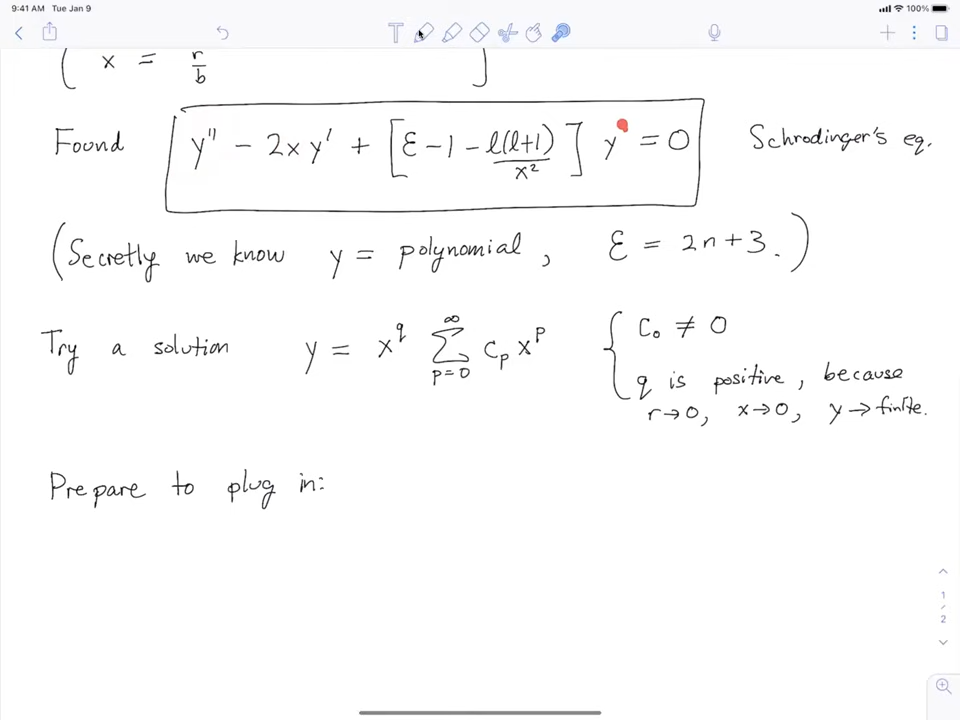 9:41 AM Tue Jan 9
100%
( x = r/b ]
Found y'' - 2x y' + [ε - 1 - l(l+1)/x²] y = 0 Schrodinger's eq.
(Secretly we know y = polynomial, ε = 2n + 3.)
Try a solution y = x^q ∑_{p=0}^{∞} c_p x^p { c₀ ≠ 0
q is positive, because
r→0, x→0, y→finite.
Prepare to plug in:
1
/
2